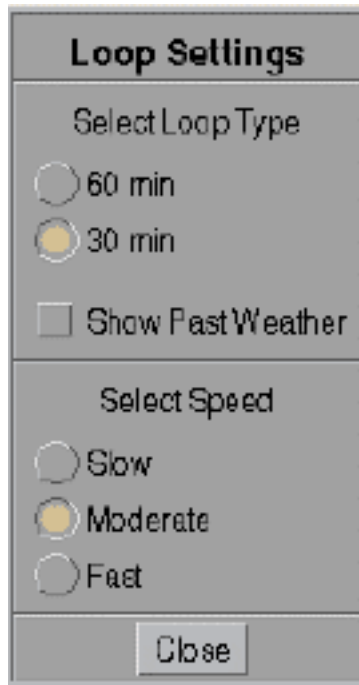 Loop Settings
Select Loop Type
60 min
30 min
Show Past Weather
Select Speed
Slow
Moderate
Fast
Close